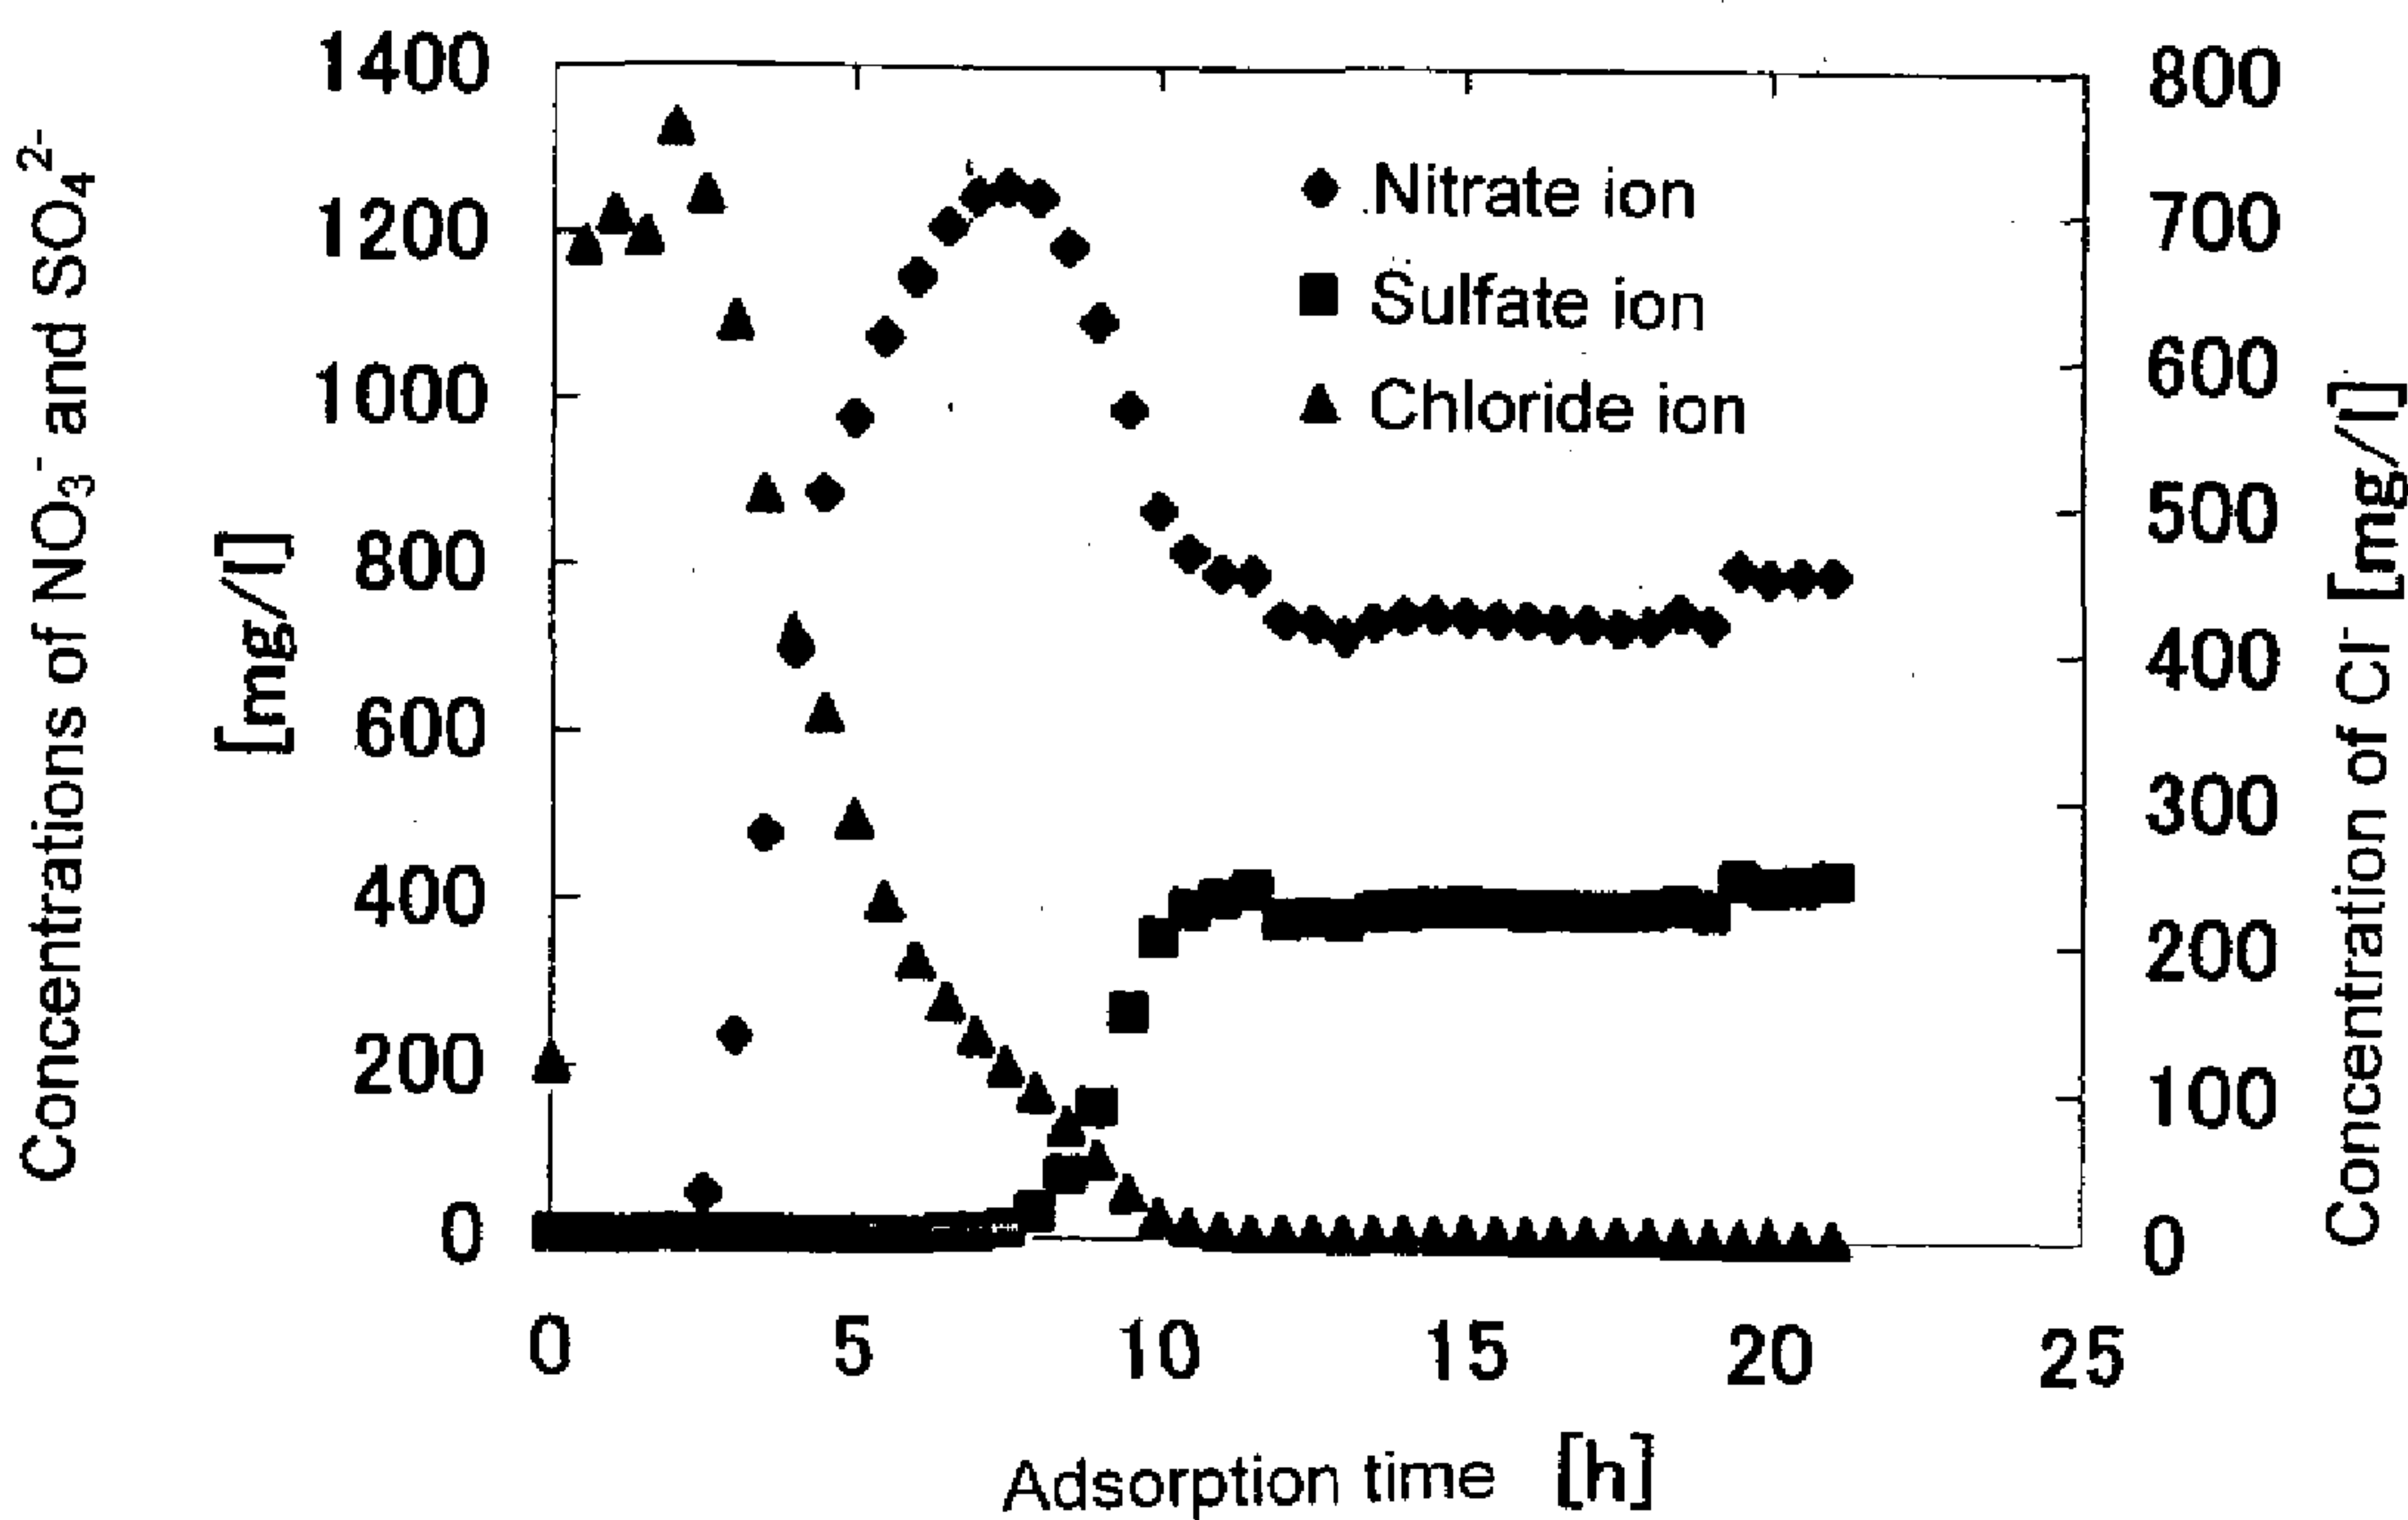 Concentrations of NO₃⁻ and SO₄²⁻
[mg/l]
1400
1200
1000
800
600
400
200
0
Nitrate ion
Sulfate ion
Chloride ion
800
700
600
500
400
300
200
100
0
Concentration of Cl⁻ [mg/l]
0 5 10 15 20 25
Adsorption time [h]